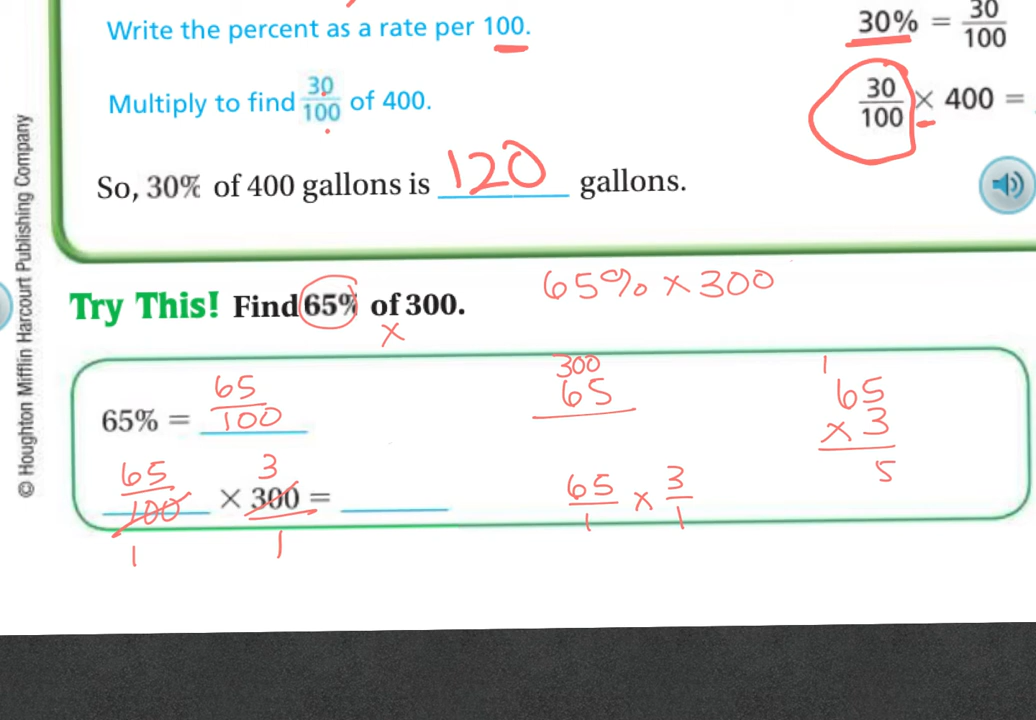 Write the percent as a rate per 100.
30% = 30/100
Multiply to find 30/100 of 400.
30/100 × 400 =
So, 30% of 400 gallons is 120 gallons.
© Houghton Mifflin Harcourt Publishing Company
65% × 300
Try This! Find 65% of 300.
×
300
65
1
65
× 3
5
65% = 65/100
65/100 × 300 =
3
1
1
65/1 × 3/1